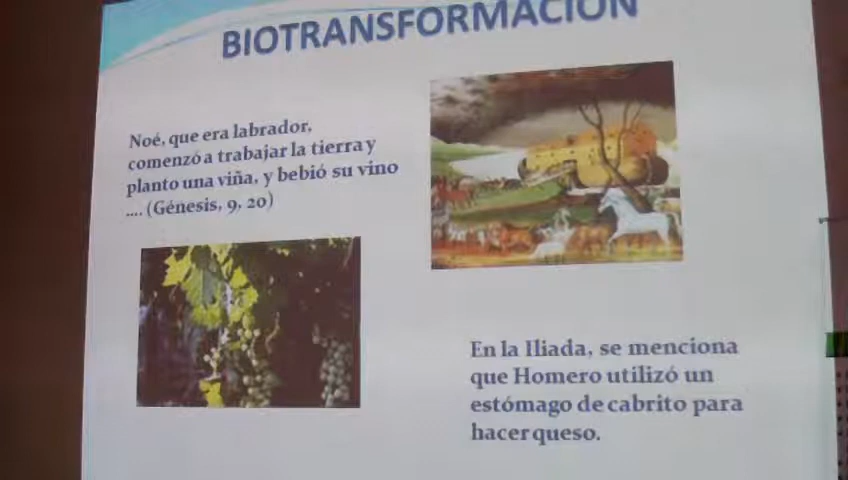 BIOTRANSFORMACIÓN
Noé, que era labrador,
comenzó a trabajar la tierra y
planto una viña, y bebió su vino
.... (Génesis, 9, 20)
En la Iliada, se menciona
que Homero utilizó un
estómago de cabrito para
hacer queso.